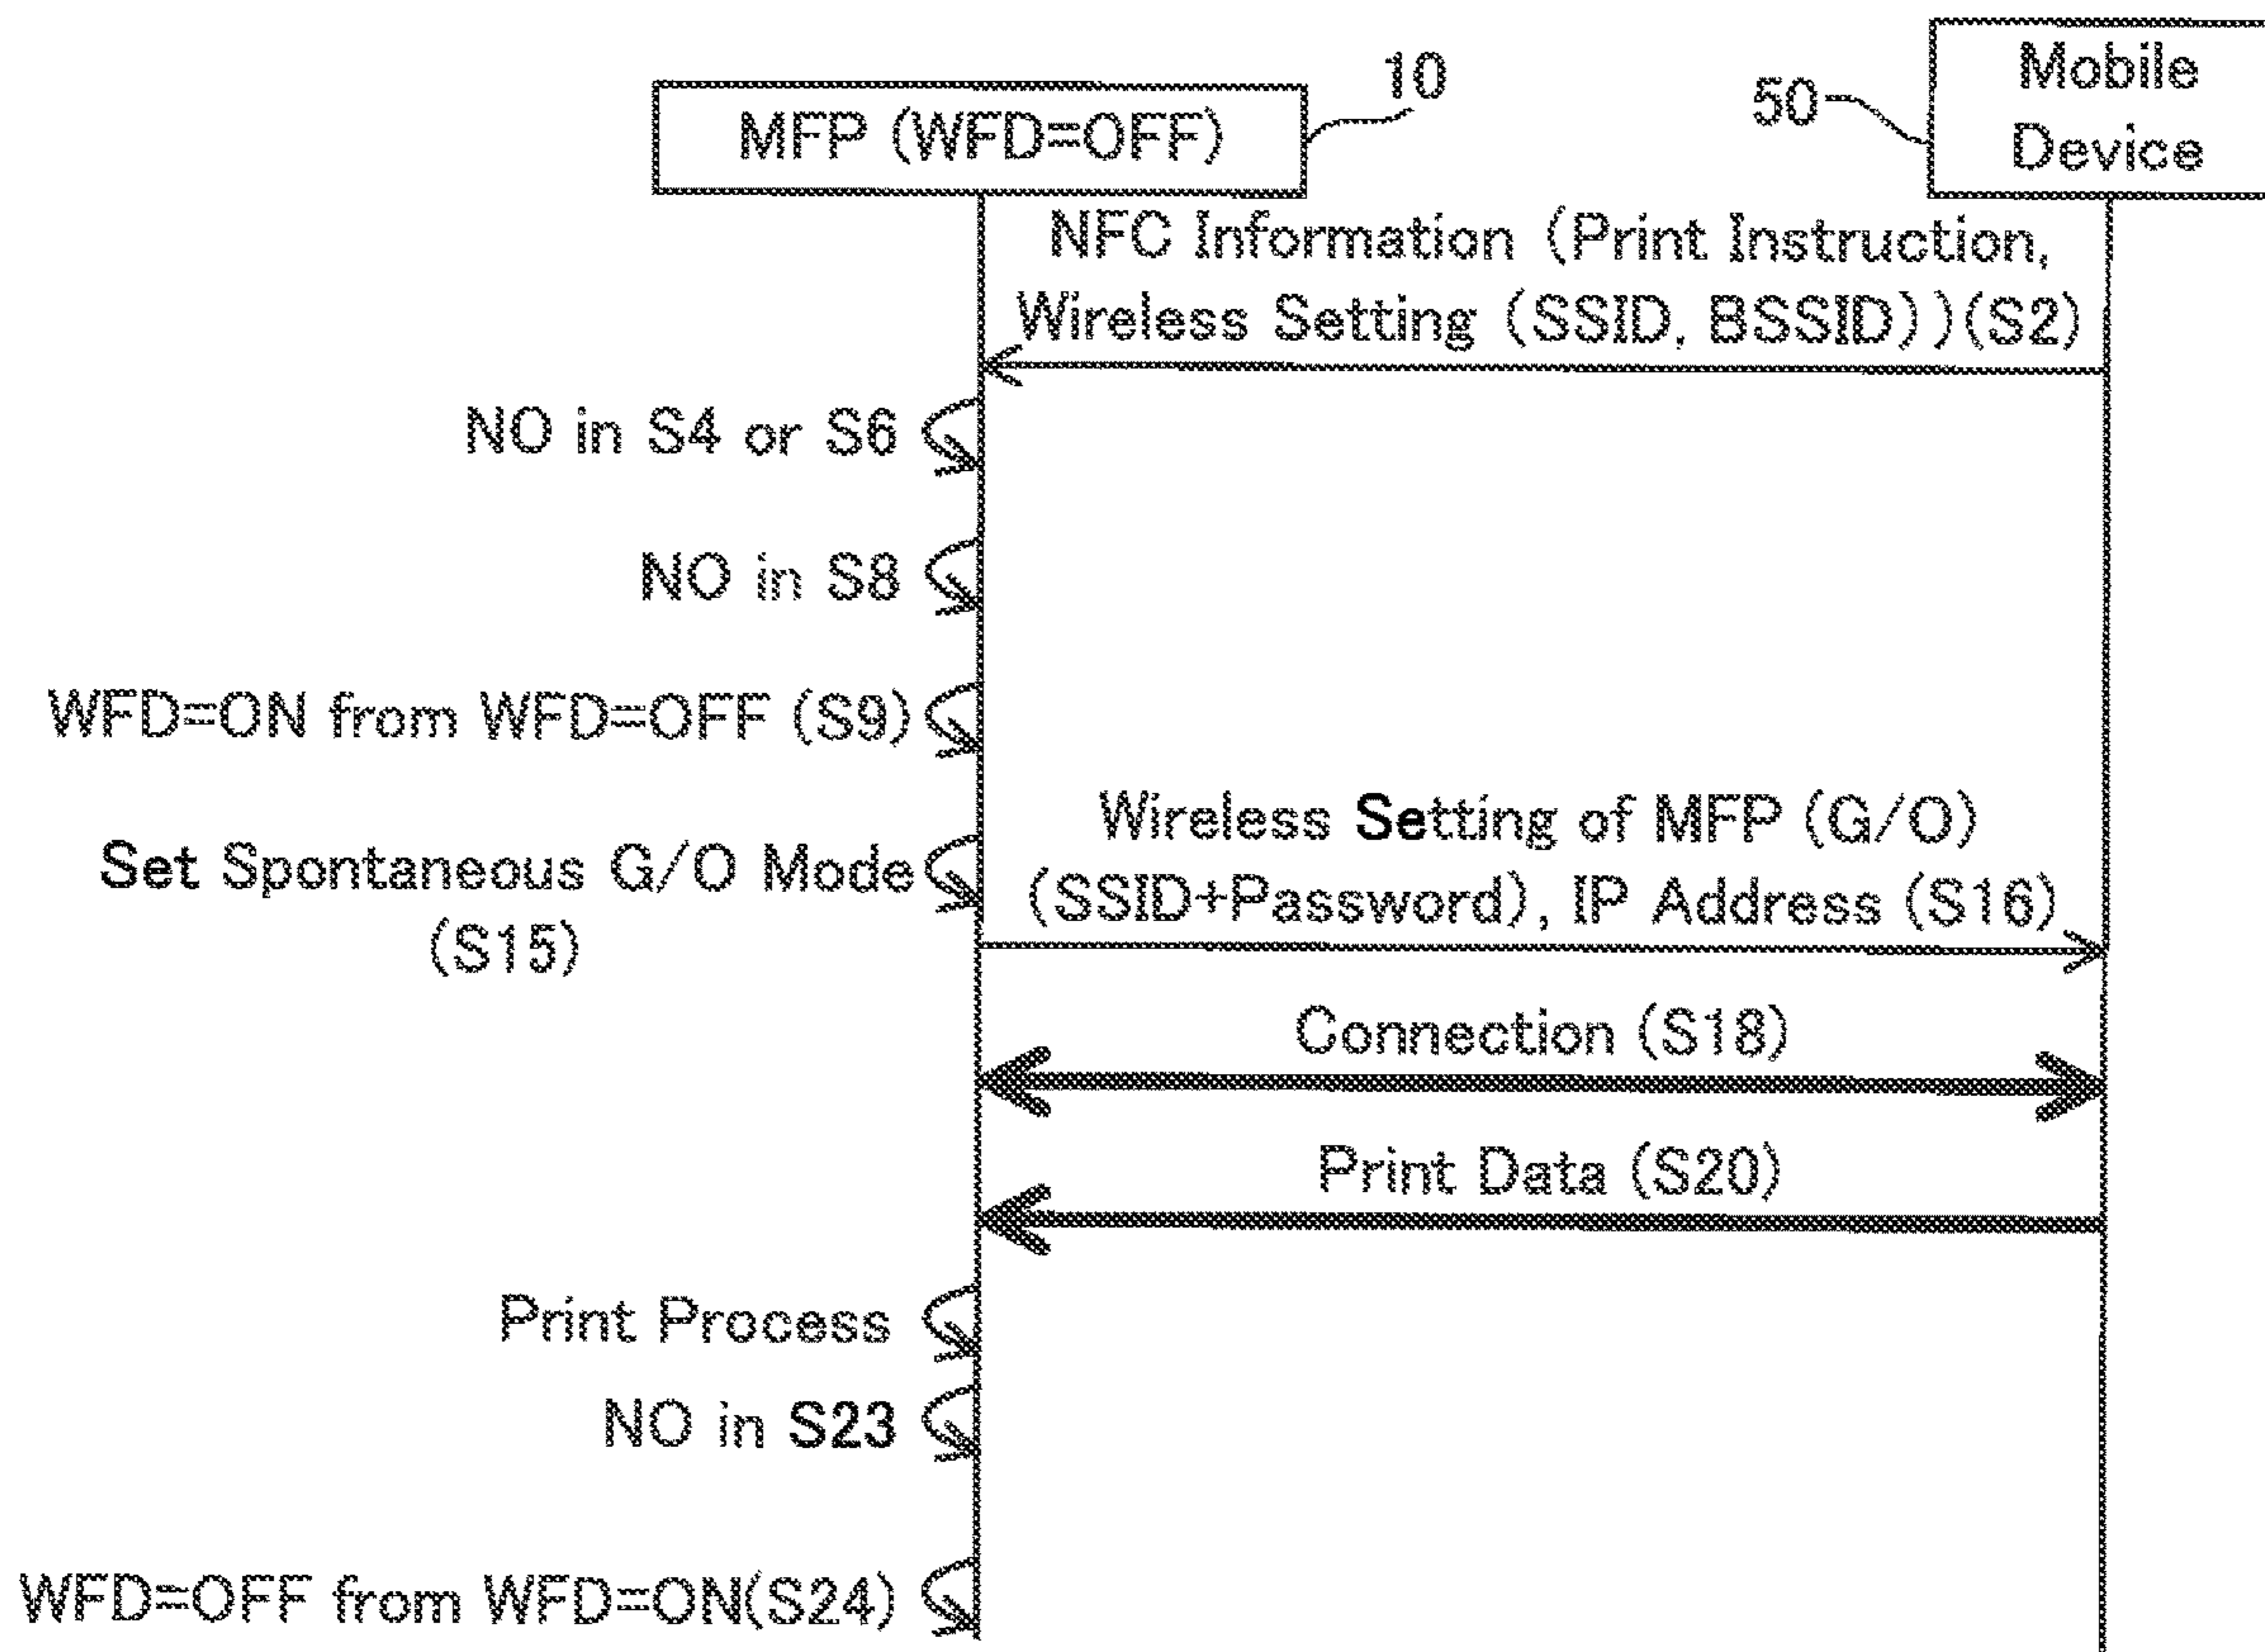 10
50
Mobile
Device
MFP (WFD=OFF)
NFC Information (Print Instruction,
Wireless Setting (SSID, BSSID))(S2)
NO in S4 or S6
NO in S8
WFD=ON from WFD=OFF (S9)
Wireless Setting of MFP (G/O)
(SSID+Password), IP Address (S16)
Set Spontaneous G/O Mode
(S15)
Connection (S18)
Print Data (S20)
Print Process
NO in S23
WFD=OFF from WFD=ON(S24)